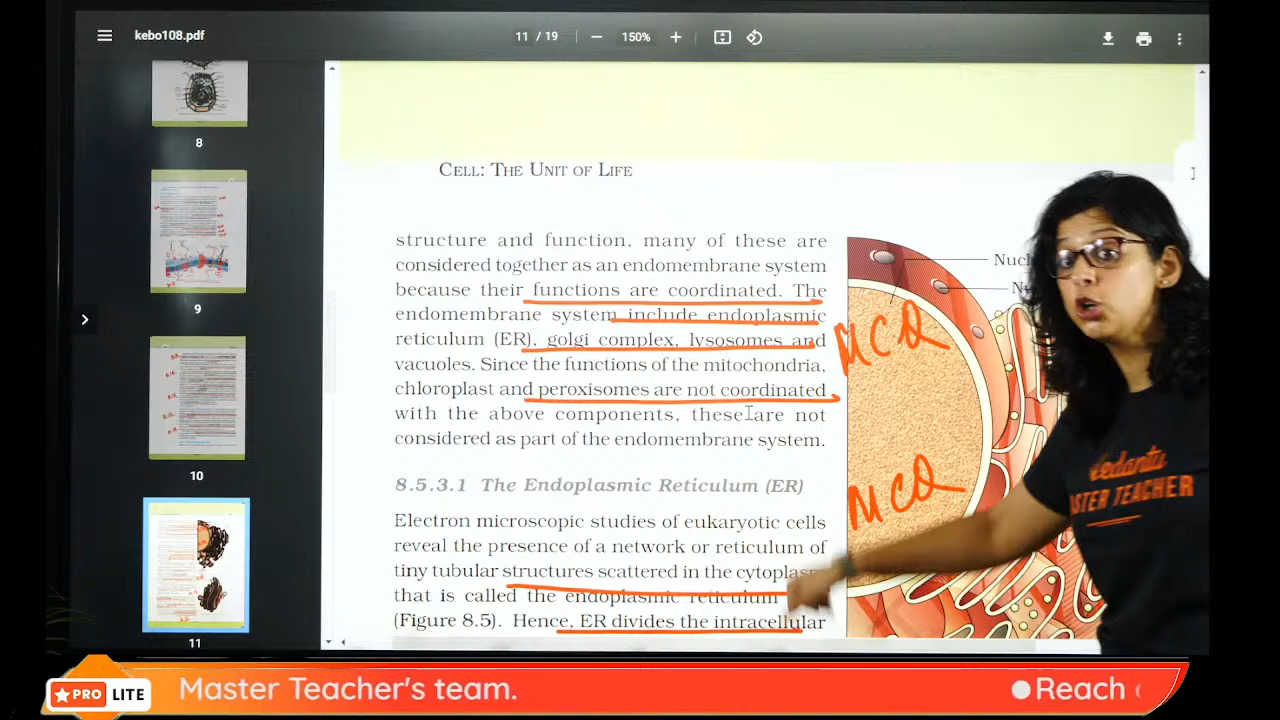 kebo108.pdf
11 / 19
150%
8
9
10
11
CELL: THE UNIT OF LIFE
structure and function, many of these are
considered together as an endomembrane system
because their functions are coordinated. The
endomembrane system include endoplasmic
reticulum (ER), golgi complex, lysosomes and
vacuoles. Since the functions of the mitochondria,
chloroplast and peroxisomes are not coordinated
with the above components, these are not
considered as part of the endomembrane system.
8.5.3.1 The Endoplasmic Reticulum (ER)
Electron microscopic studies of eukaryotic cells
reveal the presence of a network or reticulum of
tiny tubular structures scattered in the cytoplasm
that is called the endoplasmic reticulum
(Figure 8.5). Hence, ER divides the intracellular
MCQ
MCQ
vedantu
MASTER TEACHER
PRO LITE
Master Teacher's team.
Reach